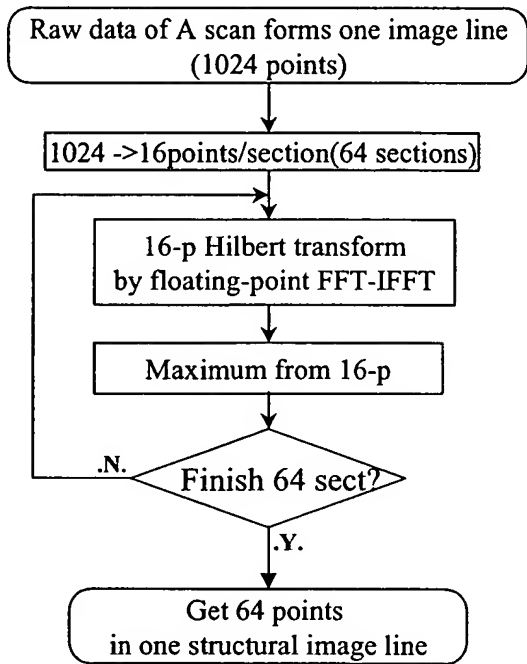 Raw data of A scan forms one image line
(1024 points)
1024 ->16points/section(64 sections)
16-p Hilbert transform
by floating-point FFT-IFFT
Maximum from 16-p
.N.
Finish 64 sect?
.Y.
Get 64 points
in one structural image line